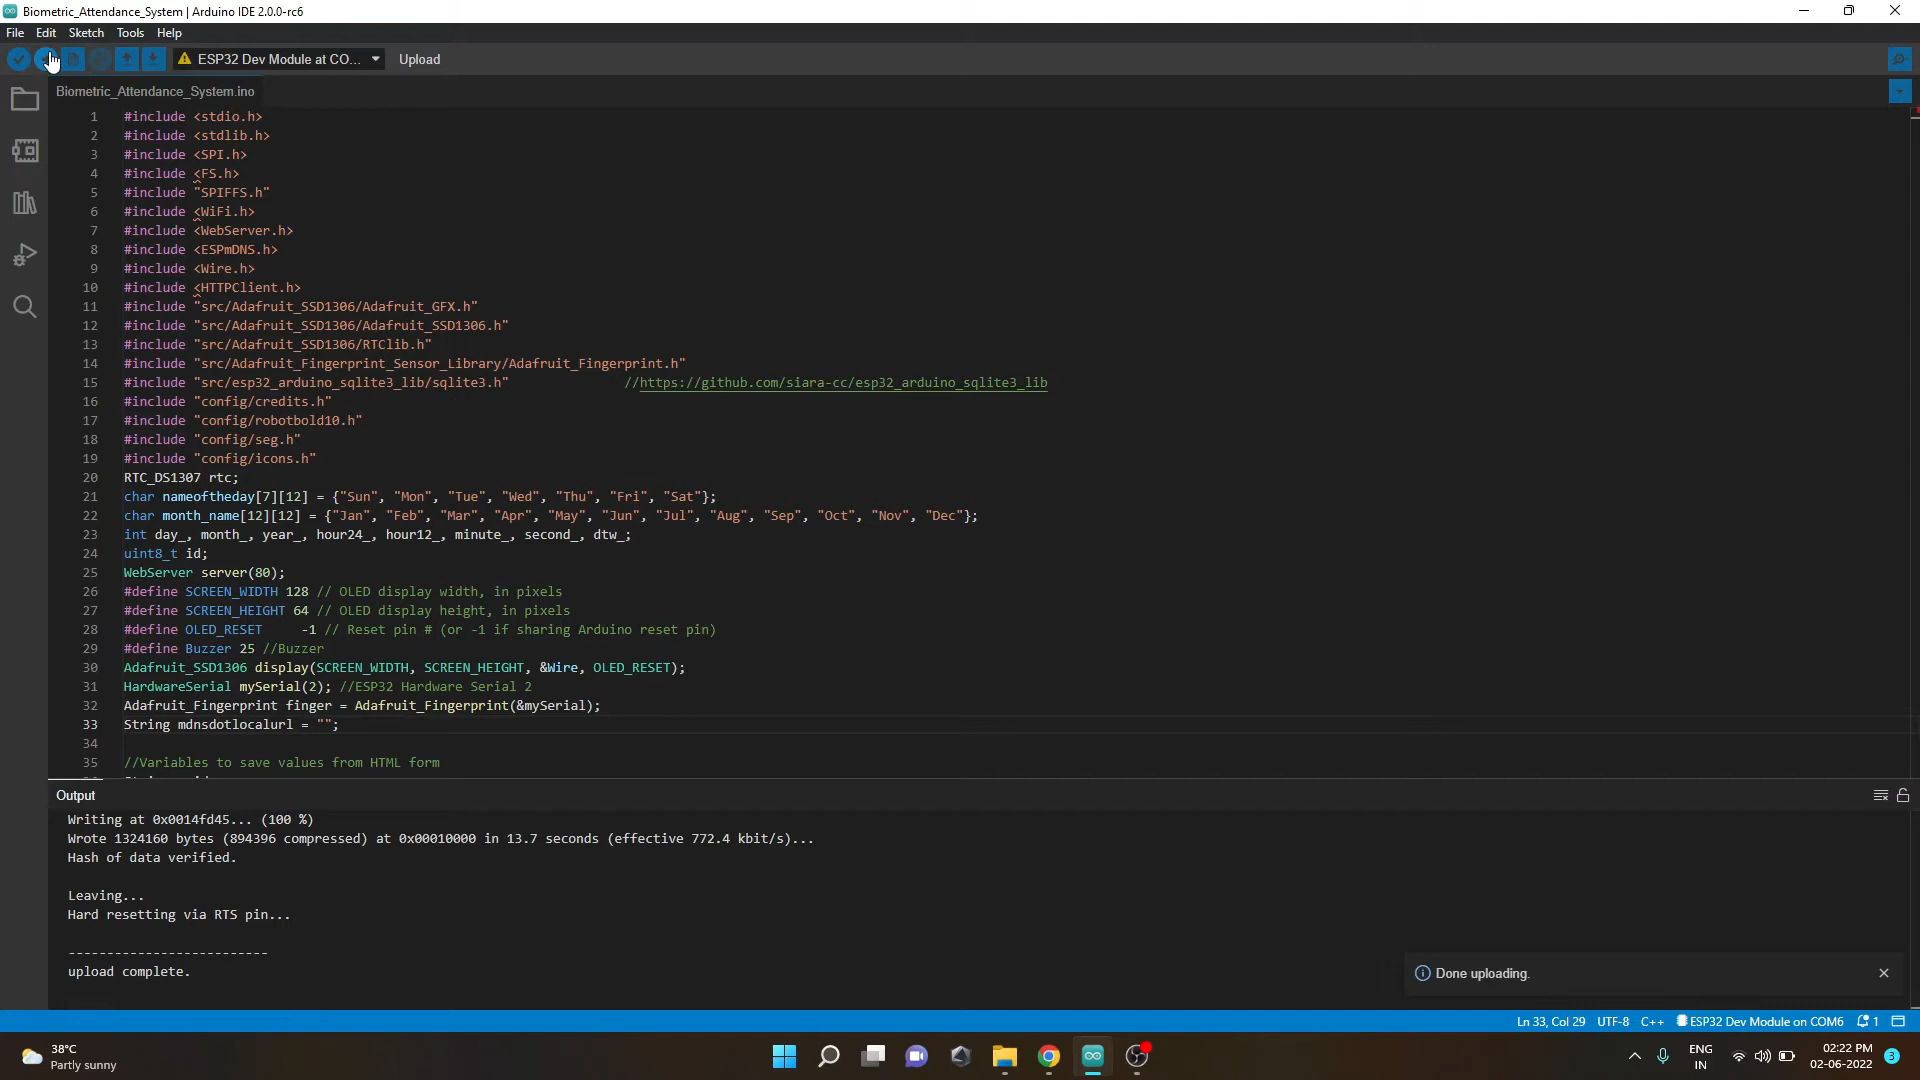 Biometric_Attendance_System | Arduino IDE 2.0.0-rc6
File Edit Sketch Tools Help
ESP32 Dev Module at CO... Upload
Biometric_Attendance_System.ino
1 #include <stdio.h>
2 #include <stdlib.h>
3 #include <SPI.h>
4 #include <FS.h>
5 #include "SPIFFS.h"
6 #include <WiFi.h>
7 #include <WebServer.h>
8 #include <ESPmDNS.h>
9 #include <Wire.h>
10 #include <HTTPClient.h>
11 #include "src/Adafruit_SSD1306/Adafruit_GFX.h"
12 #include "src/Adafruit_SSD1306/Adafruit_SSD1306.h"
13 #include "src/Adafruit_SSD1306/RTClib.h"
14 #include "src/Adafruit_Fingerprint_Sensor_Library/Adafruit_Fingerprint.h"
15 #include "src/esp32_arduino_sqlite3_lib/sqlite3.h" //https://github.com/siara-cc/esp32_arduino_sqlite3_lib
16 #include "config/credits.h"
17 #include "config/robotbold10.h"
18 #include "config/seg.h"
19 #include "config/icons.h"
20 RTC_DS1307 rtc;
21 char nameoftheday[7][12] = {"Sun", "Mon", "Tue", "Wed", "Thu", "Fri", "Sat"};
22 char month_name[12][12] = {"Jan", "Feb", "Mar", "Apr", "May", "Jun", "Jul", "Aug", "Sep", "Oct", "Nov", "Dec"};
23 int day_, month_, year_, hour24_, hour12_, minute_, second_, dtw_;
24 uint8_t id;
25 WebServer server(80);
26 #define SCREEN_WIDTH 128 // OLED display width, in pixels
27 #define SCREEN_HEIGHT 64 // OLED display height, in pixels
28 #define OLED_RESET -1 // Reset pin # (or -1 if sharing Arduino reset pin)
29 #define Buzzer 25 //Buzzer
30 Adafruit_SSD1306 display(SCREEN_WIDTH, SCREEN_HEIGHT, &Wire, OLED_RESET);
31 HardwareSerial mySerial(2); //ESP32 Hardware Serial 2
32 Adafruit_Fingerprint finger = Adafruit_Fingerprint(&mySerial);
33 String mdnsdotlocalurl = "";
34
35 //Variables to save values from HTML form
Output
Writing at 0x0014fd45... (100 %)
Wrote 1324160 bytes (894396 compressed) at 0x00010000 in 13.7 seconds (effective 772.4 kbit/s)...
Hash of data verified.
Leaving...
Hard resetting via RTS pin...
--------------------------
upload complete.
Done uploading.
Ln 33, Col 29 UTF-8 C++ ESP32 Dev Module on COM6 1
38°C
Partly sunny
ENG
IN
02:22 PM
02-06-2022
3